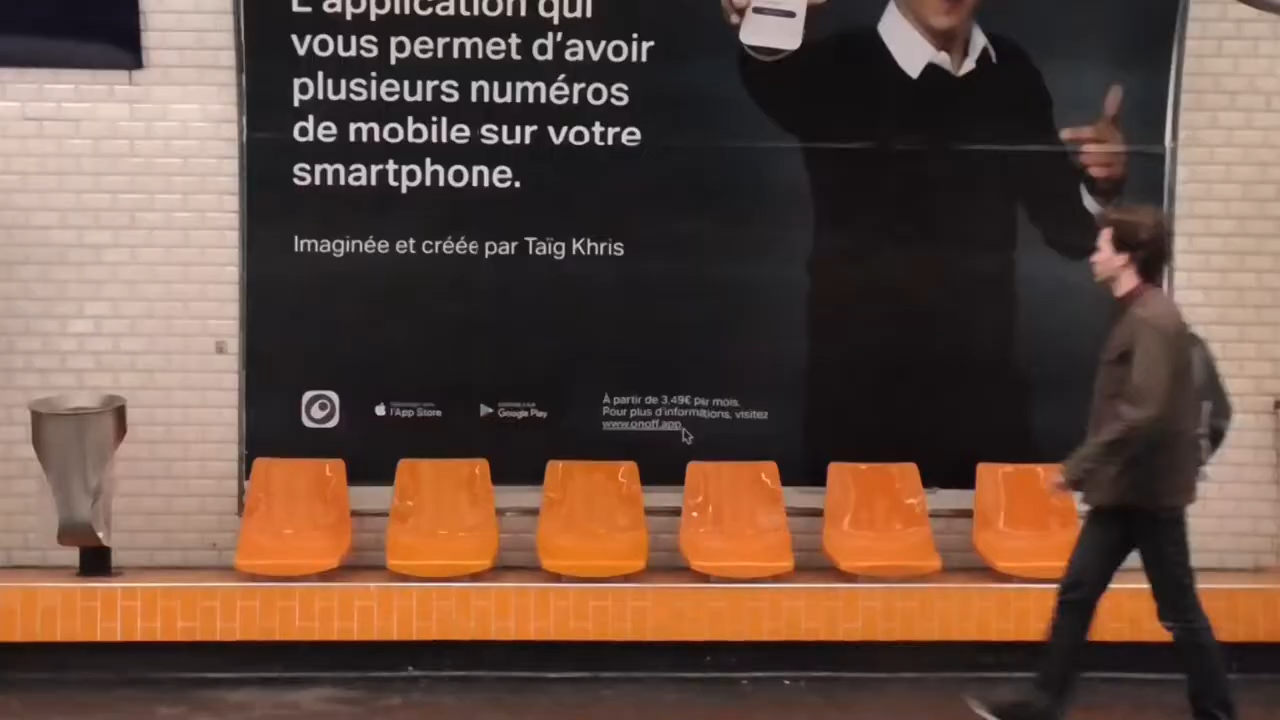 L'application qui
vous permet d'avoir
plusieurs numéros
de mobile sur votre
smartphone.
Imaginée et créée par Taïg Khris
l'App Store
Google Play
À partir de 3,49€ par mois.
Pour plus d'informations, visitez
www.onoff.app